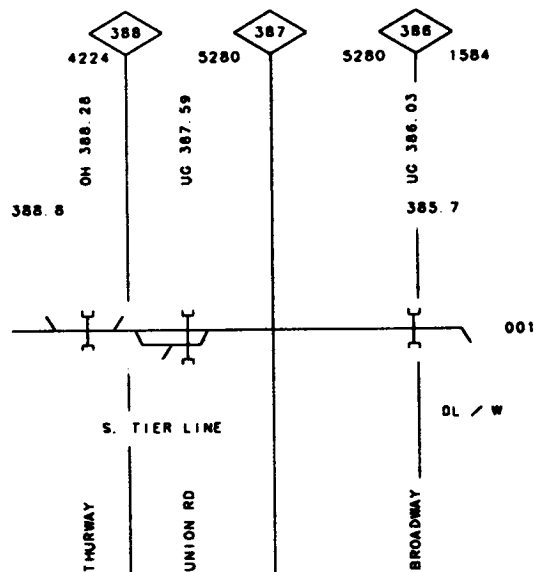 388
387
386
4224
5280
5280
1584
OH 388.28
UG 387.59
UG 386.03
388.8
385.7
001
DL / W
S. TIER LINE
THURWAY
UNION RD
BROADWAY